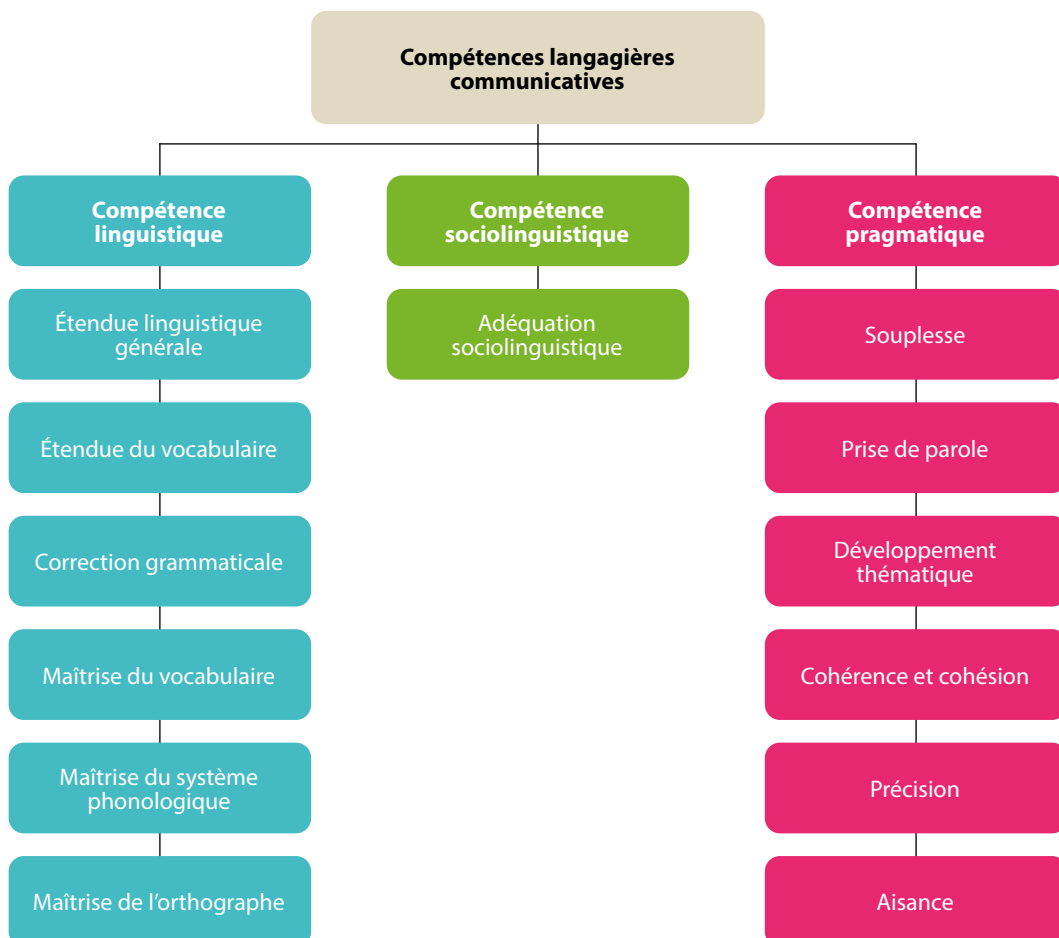 Compétences langagières
communicatives
Compétence
linguistique
Étendue linguistique
générale
Étendue du vocabulaire
Correction grammaticale
Maîtrise du vocabulaire
Maîtrise du système
phonologique
Maîtrise de l’orthographe
Compétence
sociolinguistique
Adéquation
sociolinguistique
Compétence
pragmatique
Souplesse
Prise de parole
Développement
thématique
Cohérence et cohésion
Précision
Aisance